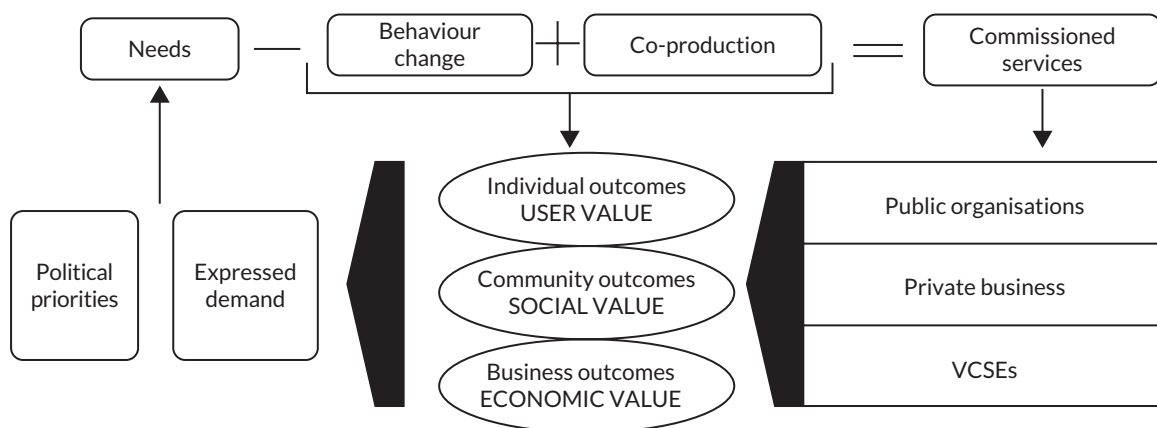 Needs
Behaviour
change
Co-production
Commissioned
services
Political
priorities
Expressed
demand
Individual outcomes
USER VALUE
Community outcomes
SOCIAL VALUE
Business outcomes
ECONOMIC VALUE
Public organisations
Private business
VCSEs